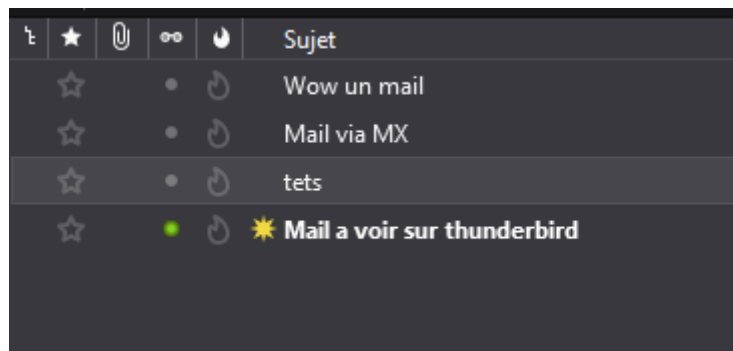 Sujet
Wow un mail
Mail via MX
tets
Mail a voir sur thunderbird